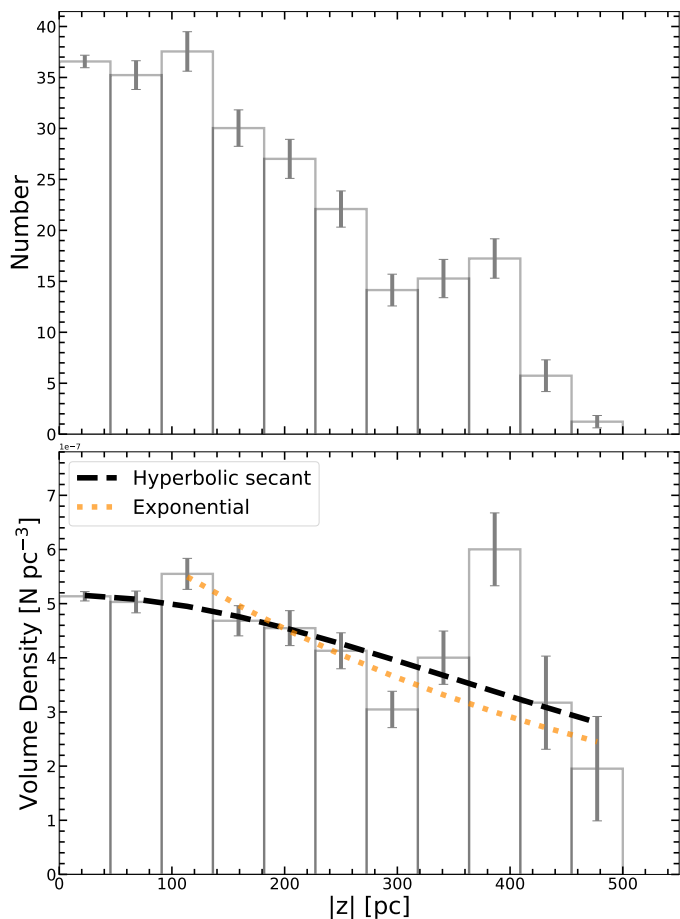 40
35
30
25
20
15
10
5
0
Number
1e−7
Hyperbolic secant
Exponential
7
6
5
4
3
2
1
0
Volume Density [N pc⁻³]
0 100 200 300 400 500
|z| [pc]